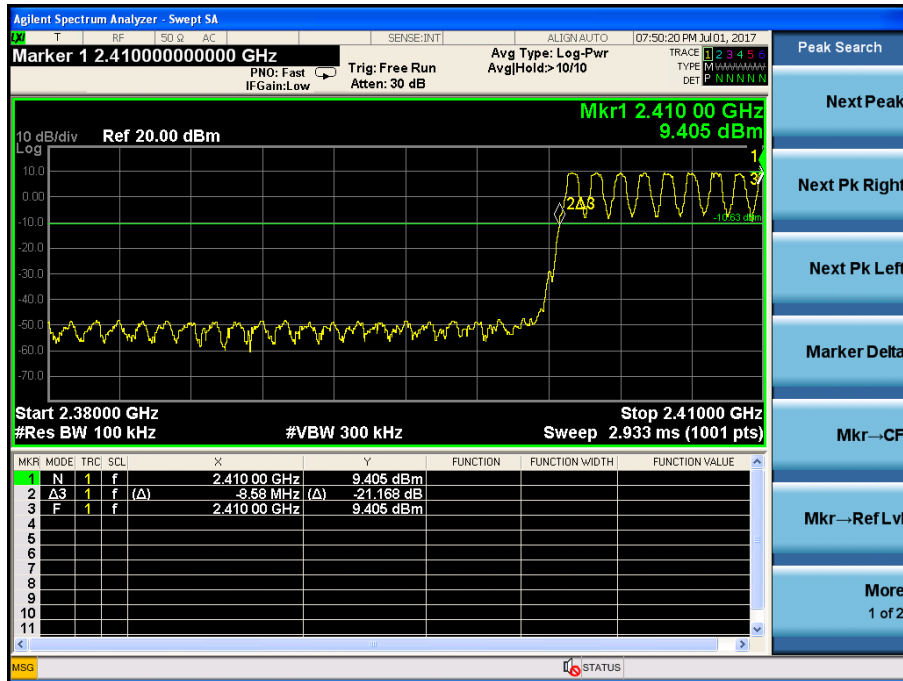 Agilent Spectrum Analyzer - Swept SA
LXI T RF 50 Ω AC SENSE:INT ALIGN AUTO 07:50:20 PM Jul 01, 2017
Marker 1 2.410000000000 GHz
PNO: Fast
IFGain:Low
Trig: Free Run
Atten: 30 dB
Avg Type: Log-Pwr
Avg|Hold:>10/10
TRACE 1 2 3 4 5 6
TYPE M WWWWW
DET P N N N N N
Peak Search
Next Peak
Next Pk Right
Next Pk Left
Marker Delta
Mkr→CF
Mkr→Ref Lvl
More
1 of 2
Mkr1 2.410 00 GHz
9.405 dBm
10 dB/div Ref 20.00 dBm
Log
10.0
0.00
-10.0
-20.0
-30.0
-40.0
-50.0
-60.0
-70.0
1
3
2Δ3
-10.63 dBm
Start 2.38000 GHz Stop 2.41000 GHz
#Res BW 100 kHz #VBW 300 kHz Sweep 2.933 ms (1001 pts)
MKR MODE TRC SCL X Y FUNCTION FUNCTION WIDTH FUNCTION VALUE
1 N 1 f 2.410 00 GHz 9.405 dBm
2 Δ3 1 f (Δ) -8.58 MHz (Δ) -21.168 dB
3 F 1 f 2.410 00 GHz 9.405 dBm
4
5
6
7
8
9
10
11
MSG STATUS